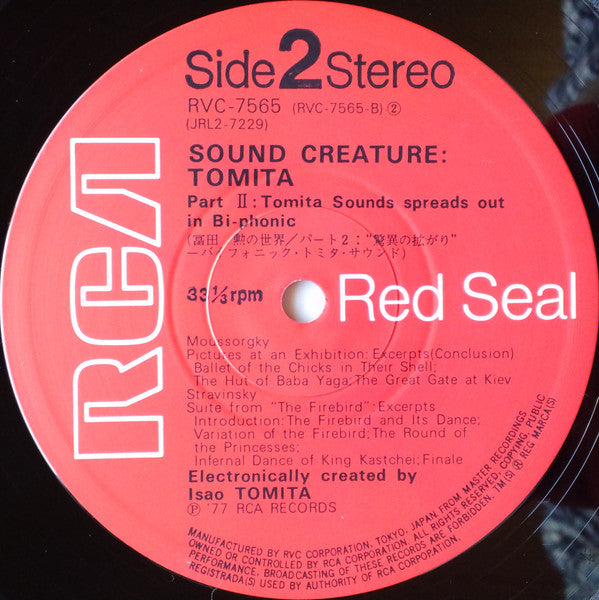 Side 2 Stereo
RVC-7565 (RVC-7565-B) ②
(JRL2-7229)
SOUND CREATURE:
TOMITA
Part Ⅱ: Tomita Sounds spreads out
in Bi-phonic
(冨田 勲の世界/パート2:“驚異の拡がり”
—バイフォニック・トミタ・サウンド)
33⅓rpm
RCA
Red Seal
Moussorgsky
Pictures at an Exhibition: Excerpts(Conclusion)
Ballet of the Chicks in Their Shell;
The Hut of Baba Yaga; The Great Gate at Kiev
Stravinsky
Suite from "The Firebird": Excerpts
Introduction: The Firebird and Its Dance;
Variation of the Firebird; The Round of
the Princesses;
Infernal Dance of King Kastchei; Finale
Electronically created by
Isao TOMITA
Ⓟ '77 RCA RECORDS
MANUFACTURED BY RVC CORPORATION, TOKYO, JAPAN, FROM MASTER RECORDINGS
OWNED OR CONTROLLED BY RCA CORPORATION. ALL RIGHTS RESERVED. COPYING, PUBLIC
PERFORMANCE, BROADCASTING OF THESE RECORDS ARE FORBIDDEN. TM(S) ® REG MARCA(S)
REGISTRADA(S) USED BY AUTHORITY OF RCA CORPORATION.